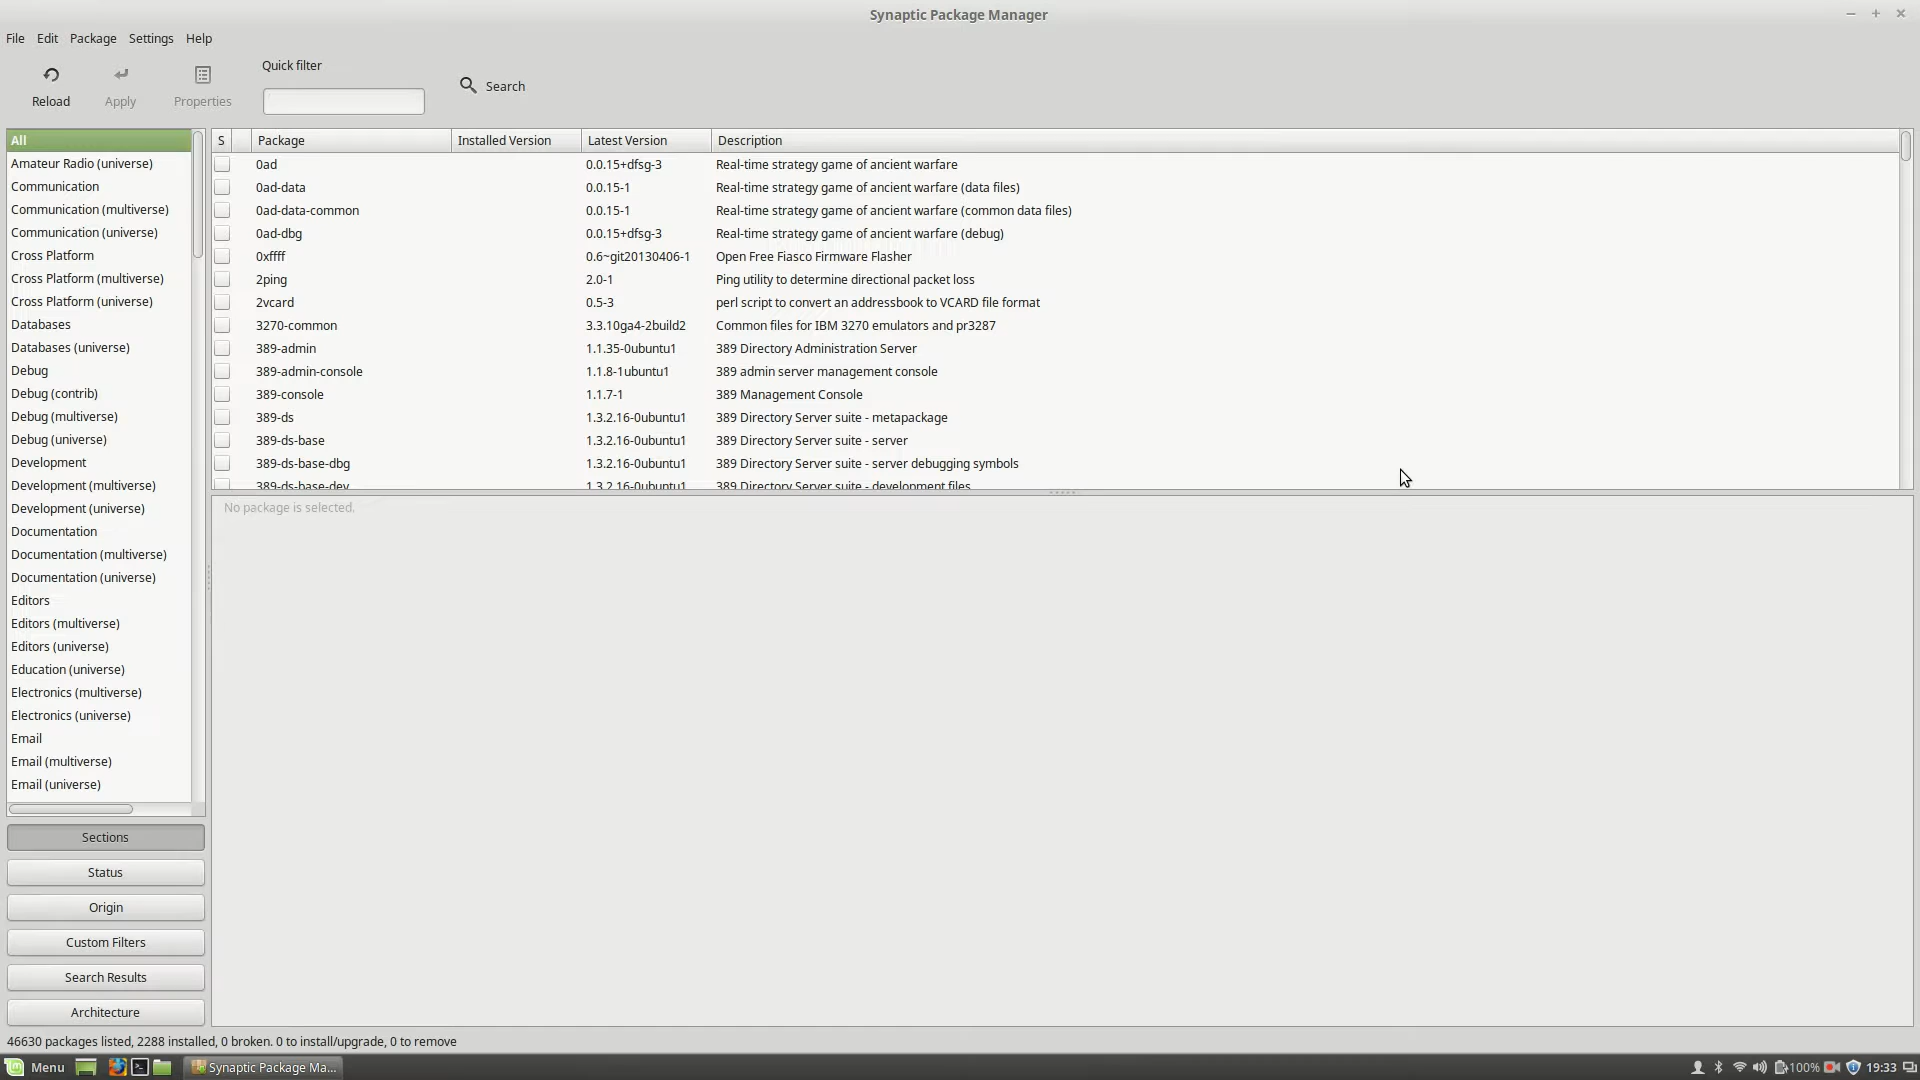 Synaptic Package Manager
File Edit Package Settings Help
Quick filter
Reload Apply Properties Search
All
Amateur Radio (universe)
Communication
Communication (multiverse)
Communication (universe)
Cross Platform
Cross Platform (multiverse)
Cross Platform (universe)
Databases
Databases (universe)
Debug
Debug (contrib)
Debug (multiverse)
Debug (universe)
Development
Development (multiverse)
Development (universe)
Documentation
Documentation (multiverse)
Documentation (universe)
Editors
Editors (multiverse)
Editors (universe)
Education (universe)
Electronics (multiverse)
Electronics (universe)
Email
Email (multiverse)
Email (universe)
Sections
Status
Origin
Custom Filters
Search Results
Architecture
S Package Installed Version Latest Version Description
0ad 0.0.15+dfsg-3 Real-time strategy game of ancient warfare
0ad-data 0.0.15-1 Real-time strategy game of ancient warfare (data files)
0ad-data-common 0.0.15-1 Real-time strategy game of ancient warfare (common data files)
0ad-dbg 0.0.15+dfsg-3 Real-time strategy game of ancient warfare (debug)
0xffff 0.6~git20130406-1 Open Free Fiasco Firmware Flasher
2ping 2.0-1 Ping utility to determine directional packet loss
2vcard 0.5-3 perl script to convert an addressbook to VCARD file format
3270-common 3.3.10ga4-2build2 Common files for IBM 3270 emulators and pr3287
389-admin 1.1.35-0ubuntu1 389 Directory Administration Server
389-admin-console 1.1.8-1ubuntu1 389 admin server management console
389-console 1.1.7-1 389 Management Console
389-ds 1.3.2.16-0ubuntu1 389 Directory Server suite - metapackage
389-ds-base 1.3.2.16-0ubuntu1 389 Directory Server suite - server
389-ds-base-dbg 1.3.2.16-0ubuntu1 389 Directory Server suite - server debugging symbols
389-ds-base-dev 1.3.2.16-0ubuntu1 389 Directory Server suite - development files
No package is selected.
46630 packages listed, 2288 installed, 0 broken. 0 to install/upgrade, 0 to remove
Menu Synaptic Package Ma... 100% 19:33